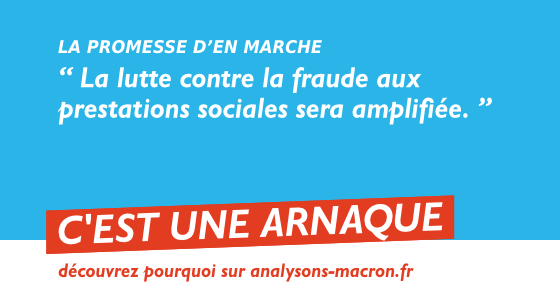 LA PROMESSE D’EN MARCHE
“ La lutte contre la fraude aux
prestations sociales sera amplifiée. ”
C'EST UNE ARNAQUE
découvrez pourquoi sur analysons-macron.fr